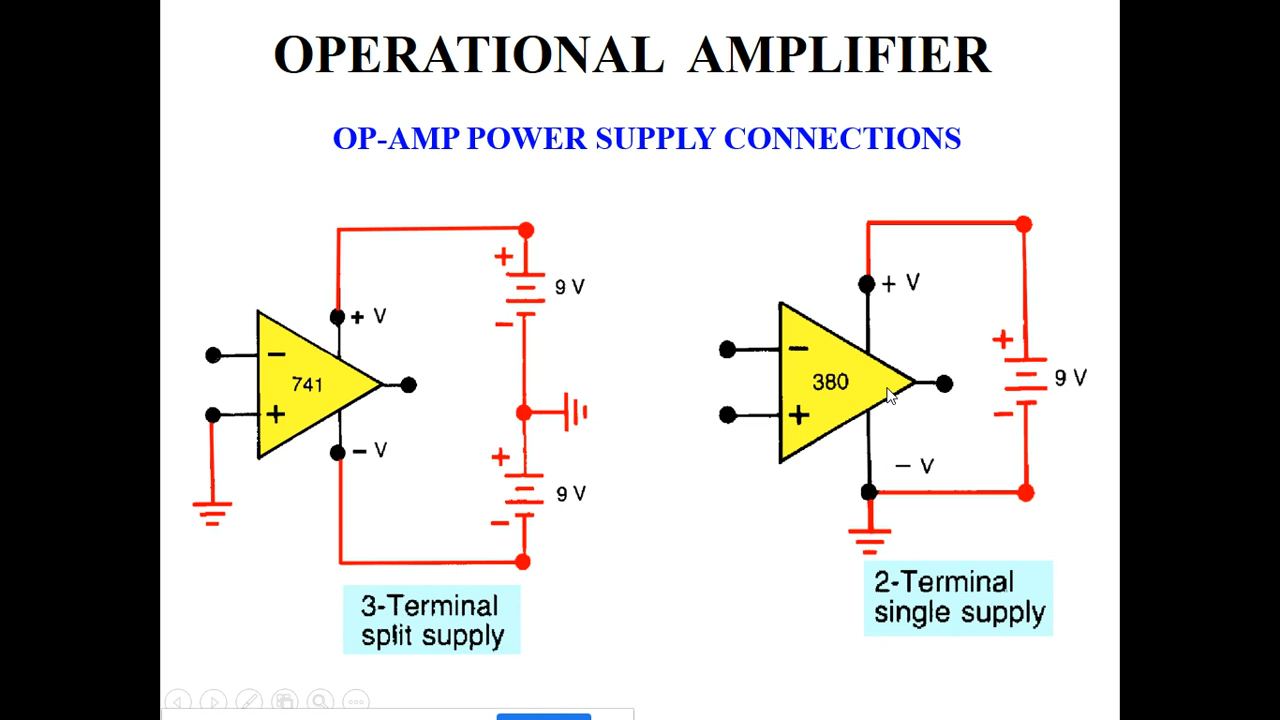 OPERATIONAL AMPLIFIER
OP-AMP POWER SUPPLY CONNECTIONS
+
9 V
−
+ V
−
741
+
− V
+
9 V
−
3-Terminal
split supply
+ V
−
380
+
− V
+
9 V
−
2-Terminal
single supply